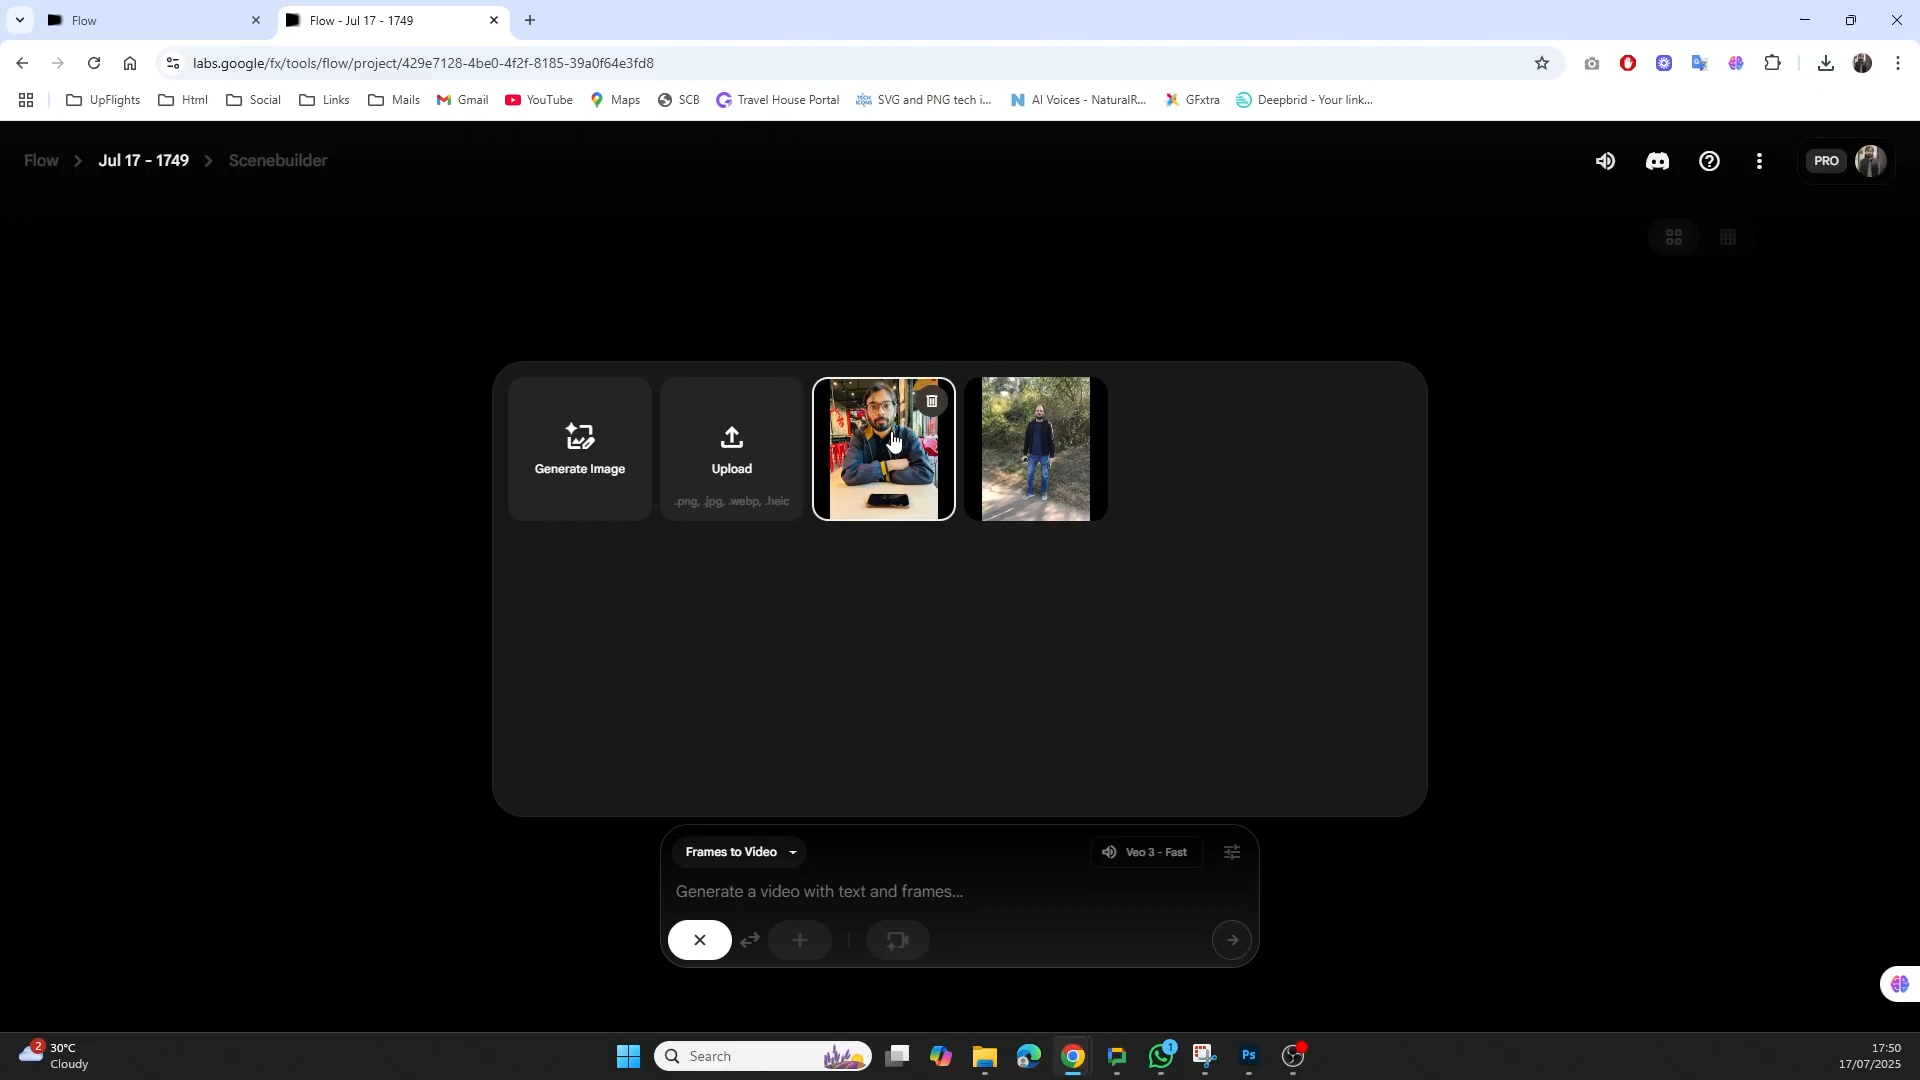 Flow
Flow - Jul 17 - 1749
labs.google/fx/tools/flow/project/429e7128-4be0-4f2f-8185-39a0f64e3fd8
UpFlights
Html
Social
Links
Mails
Gmail
YouTube
Maps
SCB
Travel House Portal
SVG and PNG tech i...
AI Voices - NaturalR...
GFxtra
Deepbrid - Your link...
Flow
Jul 17 - 1749
Scenebuilder
PRO
Generate Image
Upload
.png, .jpg, .webp, .heic
Frames to Video
Veo 3 - Fast
Generate a video with text and frames...
2
30°C
Cloudy
Search
1
Ps
17:50
17/07/2025